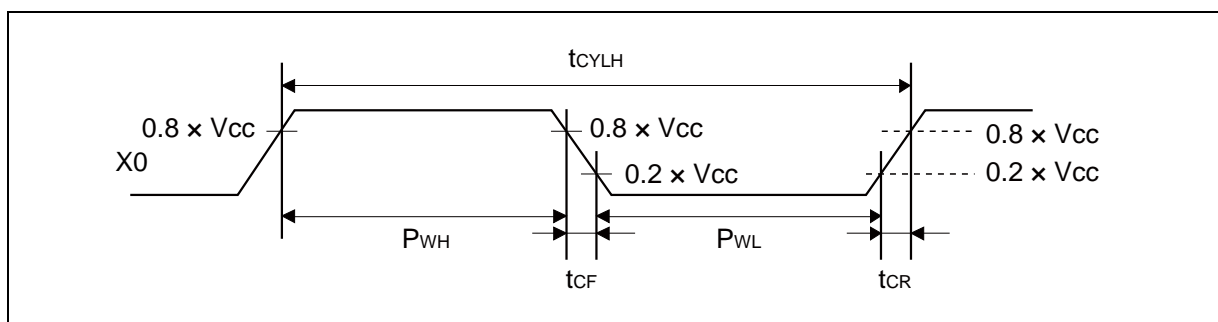 tCYLH
0.8 × Vcc
0.8 × Vcc
0.8 × Vcc
X0
0.2 × Vcc
0.2 × Vcc
PWH
PWL
tCF
tCR